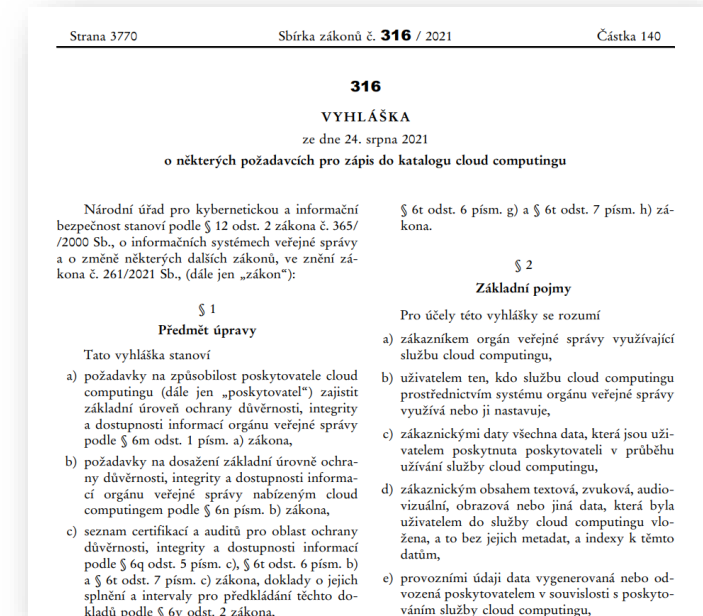 Strana 3770 Sbírka zákonů č. 316 / 2021 Částka 140
316
VYHLÁŠKA
ze dne 24. srpna 2021
o některých požadavcích pro zápis do katalogu cloud computingu
Národní úřad pro kybernetickou a informační
bezpečnost stanoví podle § 12 odst. 2 zákona č. 365/
/2000 Sb., o informačních systémech veřejné správy
a o změně některých dalších zákonů, ve znění zá-
kona č. 261/2021 Sb., (dále jen „zákon“):
§ 1
Předmět úpravy
Tato vyhláška stanoví
a) požadavky na způsobilost poskytovatele cloud
computingu (dále jen „poskytovatel“) zajistit
základní úroveň ochrany důvěrnosti, integrity
a dostupnosti informací orgánu veřejné správy
podle § 6m odst. 1 písm. a) zákona,
b) požadavky na dosažení základní úrovně ochra-
ny důvěrnosti, integrity a dostupnosti informa-
cí orgánu veřejné správy nabízeným cloud
computingem podle § 6n písm. b) zákona,
c) seznam certifikací a auditů pro oblast ochrany
důvěrnosti, integrity a dostupnosti informací
podle § 6q odst. 5 písm. c), § 6t odst. 6 písm. b)
a § 6t odst. 7 písm. c) zákona, doklady o jejich
splnění a intervaly pro předkládání těchto do-
kladů podle § 6y odst. 2 zákona.
§ 6t odst. 6 písm. g) a § 6t odst. 7 písm. h) zá-
kona.
§ 2
Základní pojmy
Pro účely této vyhlášky se rozumí
a) zákazníkem orgán veřejné správy využívající
službu cloud computingu,
b) uživatelem ten, kdo službu cloud computingu
prostřednictvím systému orgánu veřejné správy
využívá nebo ji nastavuje,
c) zákaznickými daty všechna data, která jsou uži-
vatelem poskytnuta poskytovateli v průběhu
užívání služby cloud computingu,
d) zákaznickým obsahem textová, zvuková, audio-
vizuální, obrazová nebo jiná data, která byla
uživatelem do služby cloud computingu vlo-
žena, a to bez jejich metadat, a indexy k těmto
datům,
e) provozními údaji data vygenerovaná nebo od-
vozená poskytovatelem v souvislosti s poskyto-
váním služby cloud computingu,